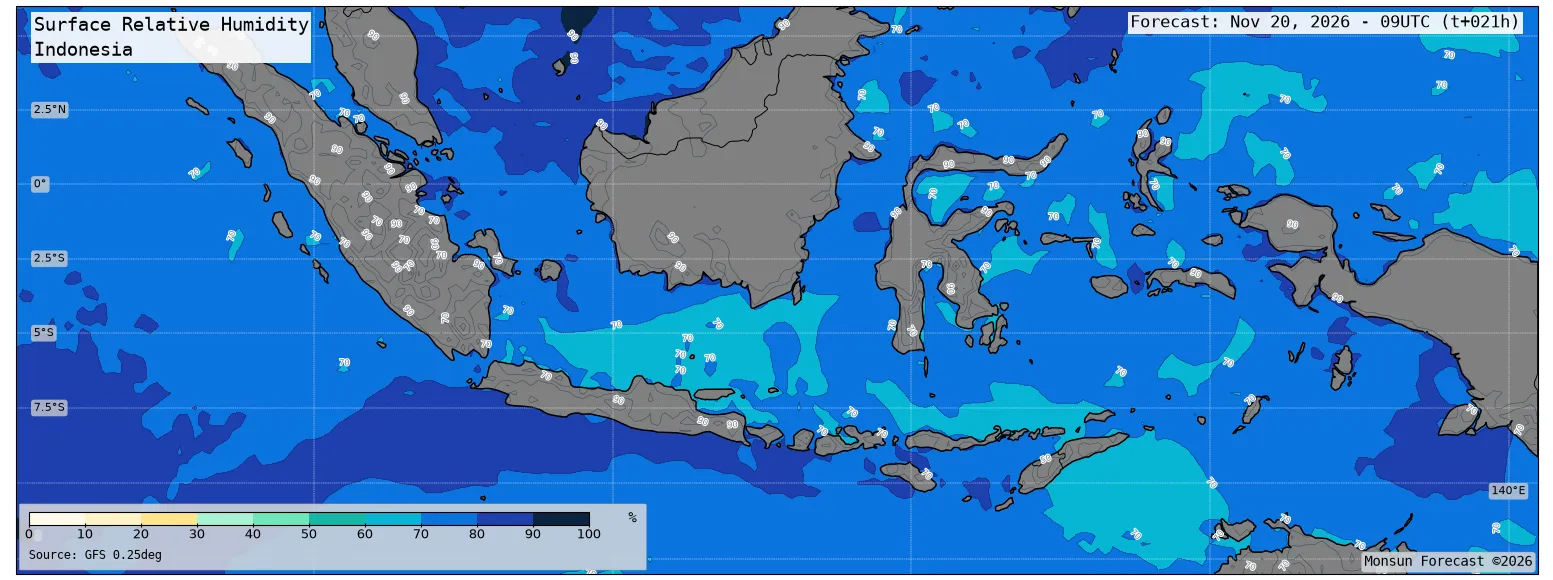 Surface Relative Humidity
Indonesia
Forecast: Nov 20, 2026 - 09UTC (t+021h)
2.5°N
0°
2.5°S
5°S
7.5°S
140°E
%
0 10 20 30 40 50 60 70 80 90 100
Source: GFS 0.25deg
Monsun Forecast ©2026